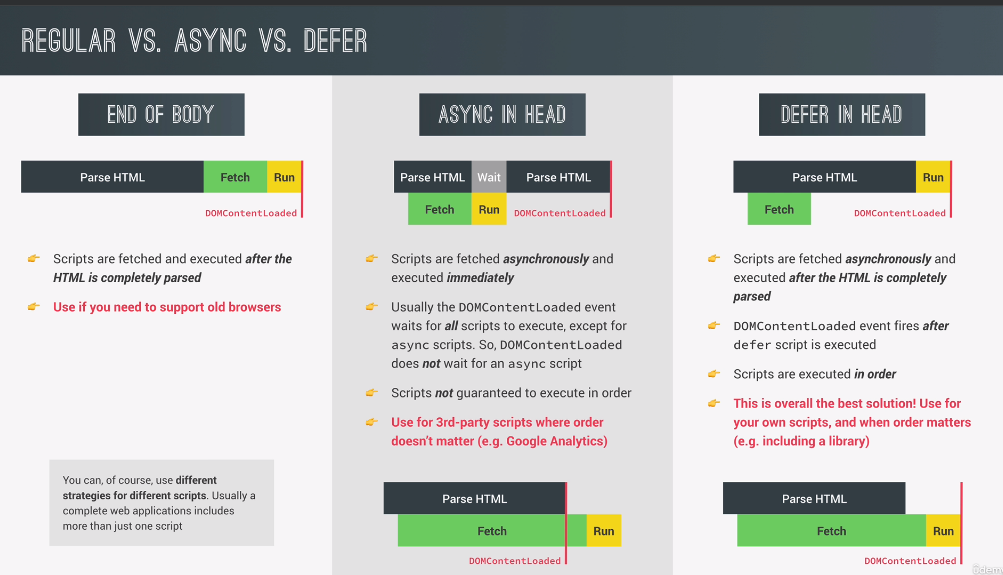 REGULAR VS. ASYNC VS. DEFER
END OF BODY
Parse HTML
Fetch
Run
DOMContentLoaded
Scripts are fetched and executed after the
HTML is completely parsed
Use if you need to support old browsers
You can, of course, use different
strategies for different scripts. Usually a
complete web applications includes
more than just one script
ASYNC IN HEAD
Parse HTML
Wait
Parse HTML
Fetch
Run
DOMContentLoaded
Scripts are fetched asynchronously and
executed immediately
Usually the DOMContentLoaded event
waits for all scripts to execute, except for
async scripts. So, DOMContentLoaded
does not wait for an async script
Scripts not guaranteed to execute in order
Use for 3rd-party scripts where order
doesn't matter (e.g. Google Analytics)
Parse HTML
Fetch
Run
DOMContentLoaded
DEFER IN HEAD
Parse HTML
Run
Fetch
DOMContentLoaded
Scripts are fetched asynchronously and
executed after the HTML is completely
parsed
DOMContentLoaded event fires after
defer script is executed
Scripts are executed in order
This is overall the best solution! Use for
your own scripts, and when order matters
(e.g. including a library)
Parse HTML
Fetch
Run
DOMContentLoaded
Udemy